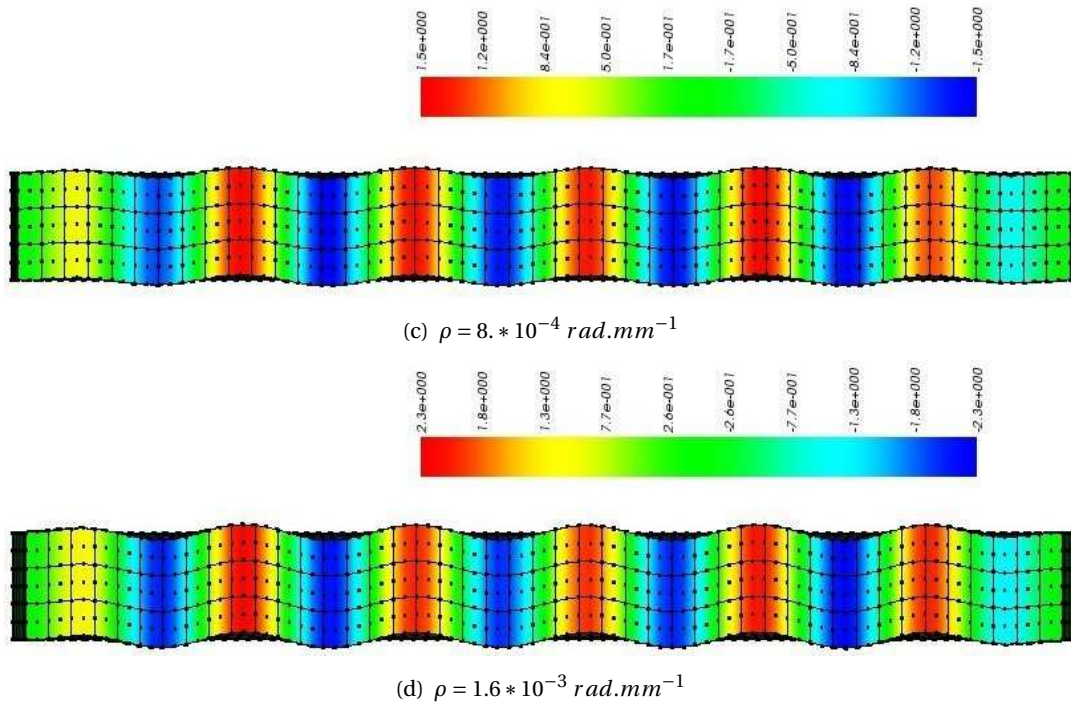 1.5e+000
1.2e+000
8.4e-001
5.0e-001
1.7e-001
-1.7e-001
-5.0e-001
-8.4e-001
-1.2e+000
-1.5e+000
(c) ρ = 8. ∗ 10⁻⁴ rad.mm⁻¹
2.3e+000
1.8e+000
1.3e+000
7.7e-001
2.6e-001
-2.6e-001
-7.7e-001
-1.3e+000
-1.8e+000
-2.3e+000
(d) ρ = 1.6 ∗ 10⁻³ rad.mm⁻¹